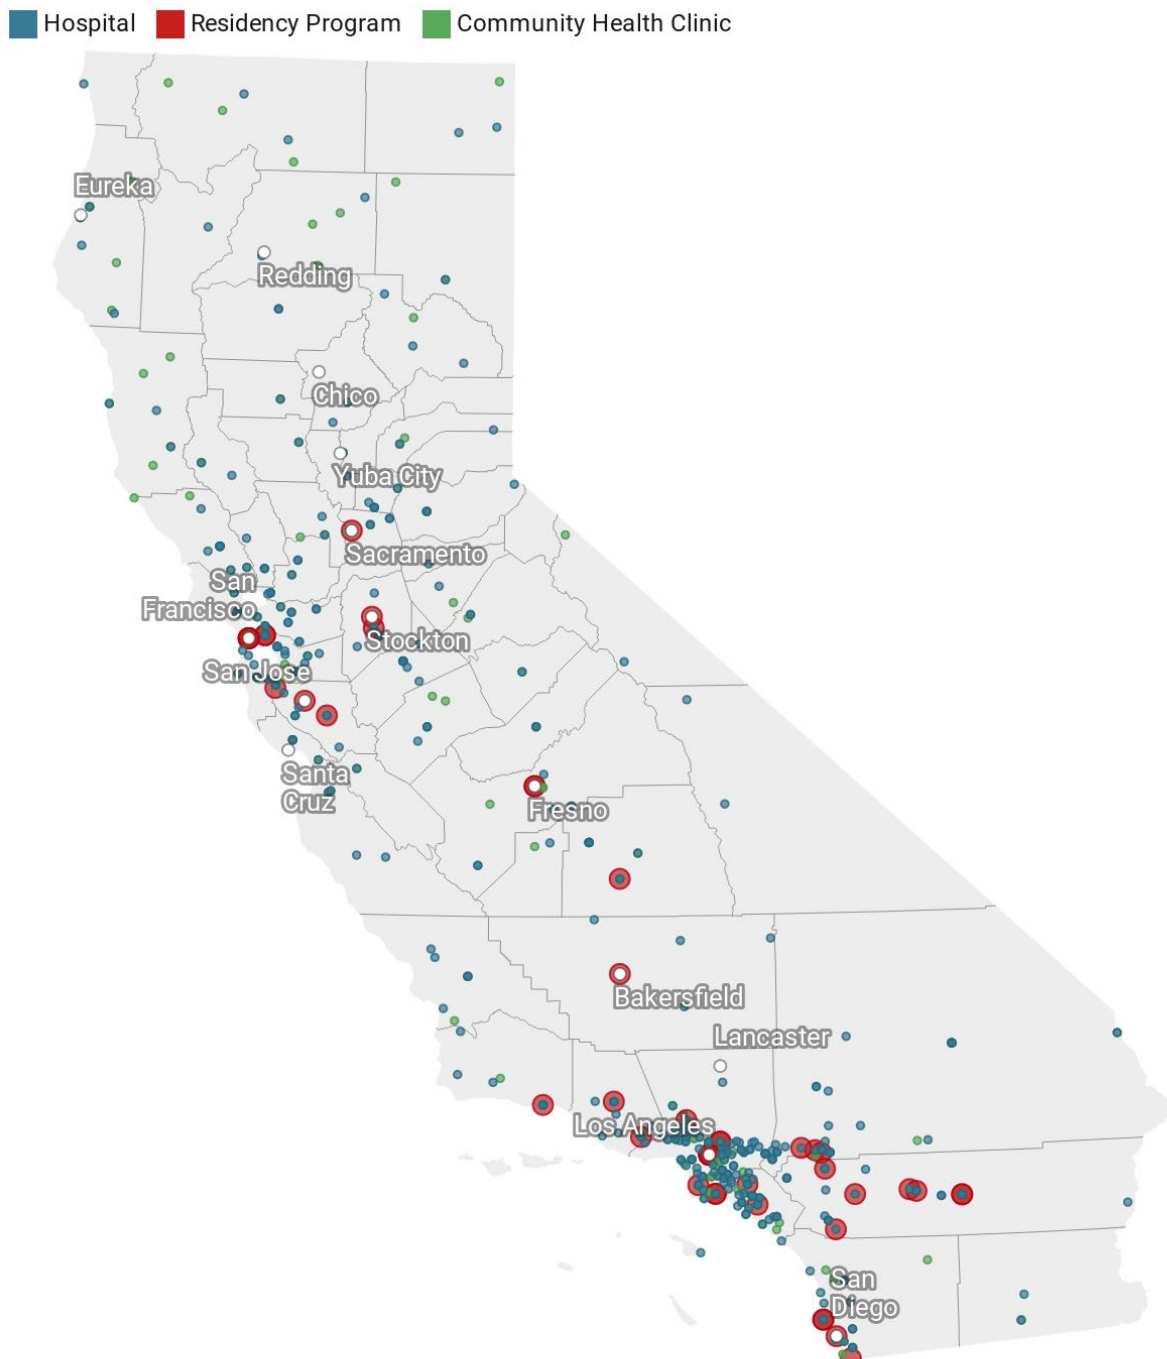 Hospital Residency Program Community Health Clinic
Eureka
Redding
Chico
Yuba City
Sacramento
San
Francisco
Stockton
San Jose
Santa
Cruz
Fresno
Bakersfield
Lancaster
Los Angeles
San
Diego